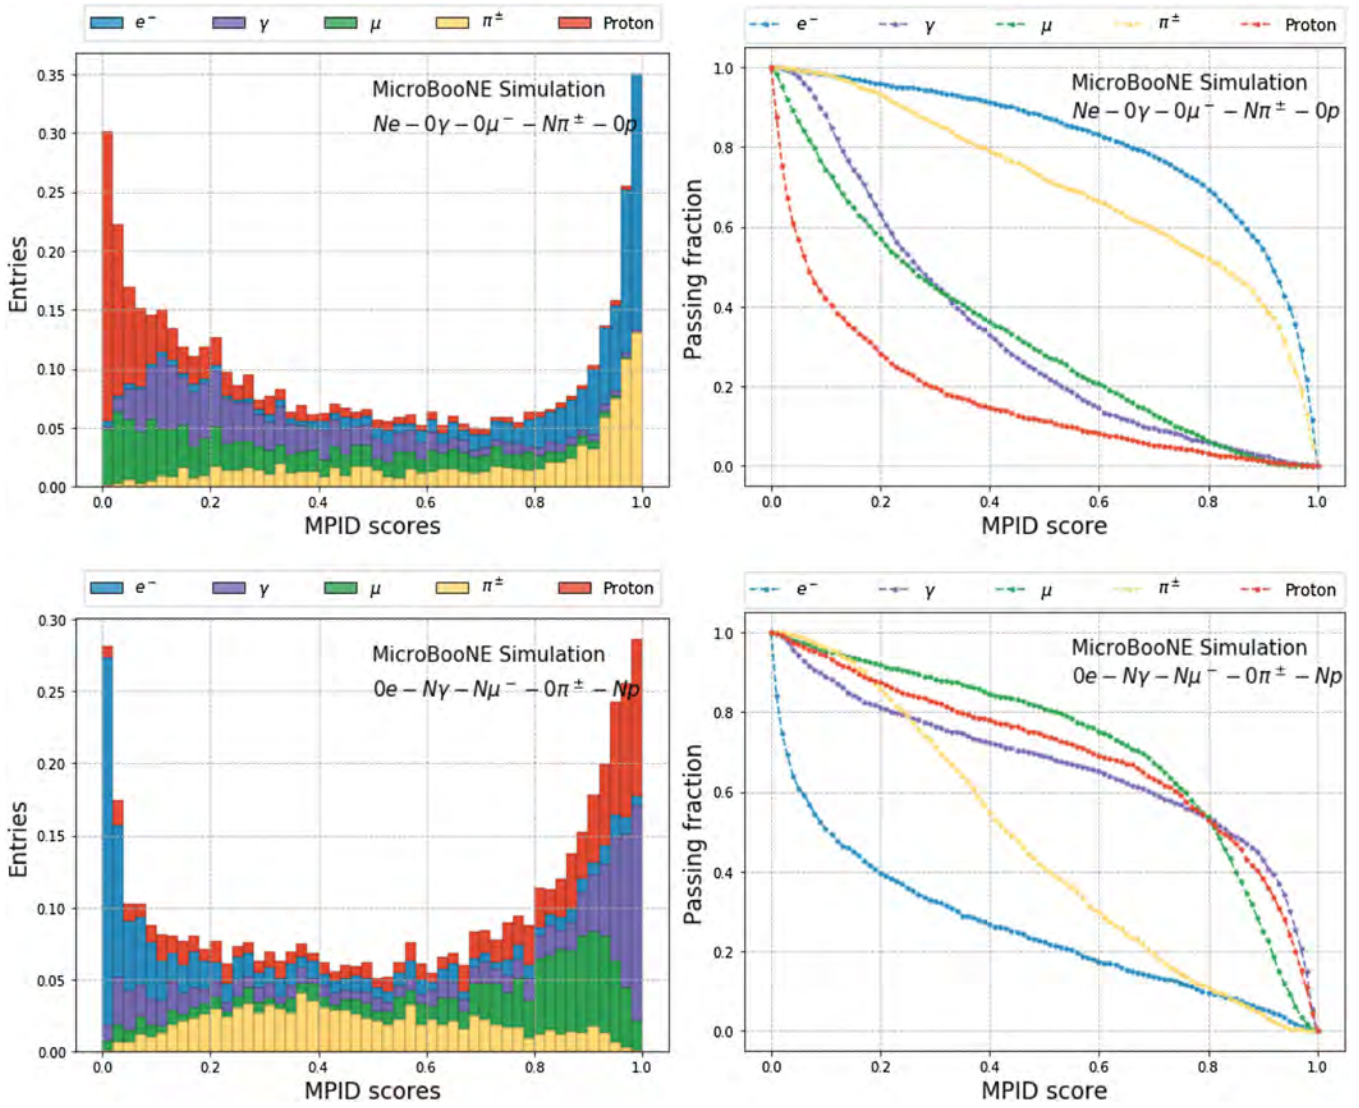 e⁻ γ μ π± Proton
MicroBooNE Simulation
Ne − 0γ − 0μ⁻ − Nπ± − 0p
Entries
0.35
0.30
0.25
0.20
0.15
0.10
0.05
0.00
0.0 0.2 0.4 0.6 0.8 1.0
MPID scores
e⁻ γ μ π± Proton
MicroBooNE Simulation
Ne − 0γ − 0μ⁻ − Nπ± − 0p
Passing fraction
1.0
0.8
0.6
0.4
0.2
0.0
0.0 0.2 0.4 0.6 0.8 1.0
MPID score
e⁻ γ μ π± Proton
MicroBooNE Simulation
0e − Nγ − Nμ⁻ − 0π± − Np
Entries
0.30
0.25
0.20
0.15
0.10
0.05
0.00
0.0 0.2 0.4 0.6 0.8 1.0
MPID scores
e⁻ γ μ π± Proton
MicroBooNE Simulation
0e − Nγ − Nμ⁻ − 0π± − Np
Passing fraction
1.0
0.8
0.6
0.4
0.2
0.0
0.0 0.2 0.4 0.6 0.8 1.0
MPID score